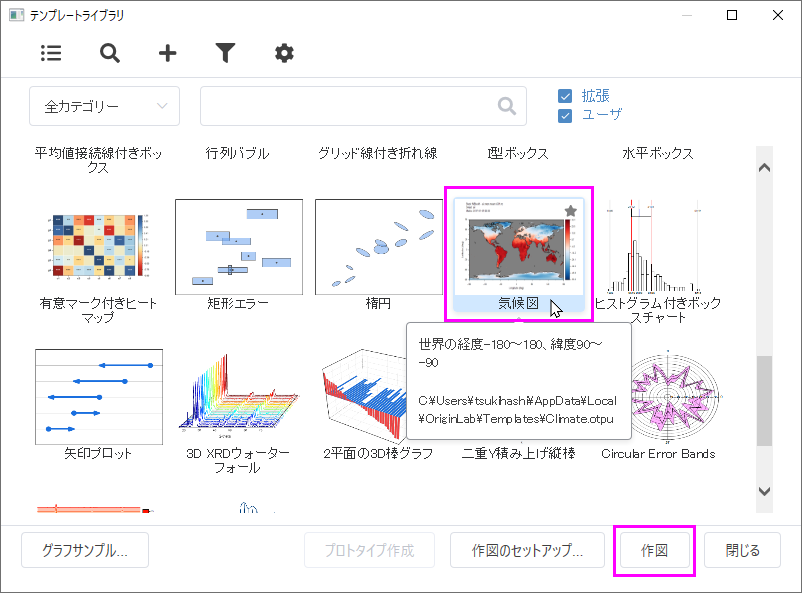 テンプレートライブラリ
全カテゴリー
拡張
ユーザ
平均値接続線付きボッ
クス
行列バブル
グリッド線付き折れ線
I型ボックス
水平ボックス
有意マーク付きヒート
マップ
矩形エラー
楕円
気候図
ヒストグラム付きボック
スチャート
世界の経度-180～180、緯度90～
-90
C:¥Users¥tsukihashi¥AppData¥Local
¥OriginLab¥Templates¥Climate.otpu
矢印プロット
3D XRDウォーター
フォール
2平面の3D棒グラフ
二重Y積み上げ縦棒
Circular Error Bands
グラフサンプル...
プロトタイプ作成
作図のセットアップ...
作図
閉じる